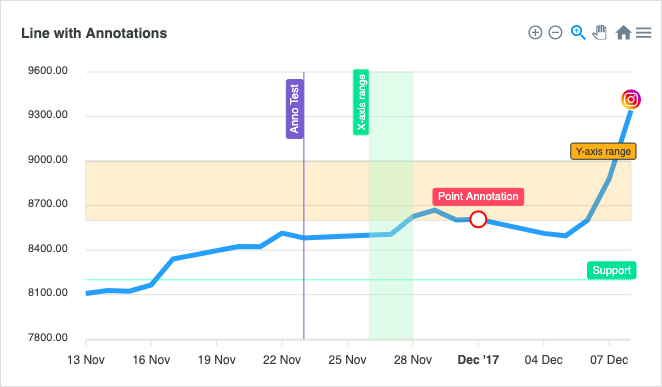 Line with Annotations
9600.00
9300.00
9000.00
8700.00
8400.00
8100.00
7800.00
Anno Test
X-axis range
Y-axis range
Point Annotation
Support
13 Nov 16 Nov 19 Nov 22 Nov 25 Nov 28 Nov Dec '17 04 Dec 07 Dec